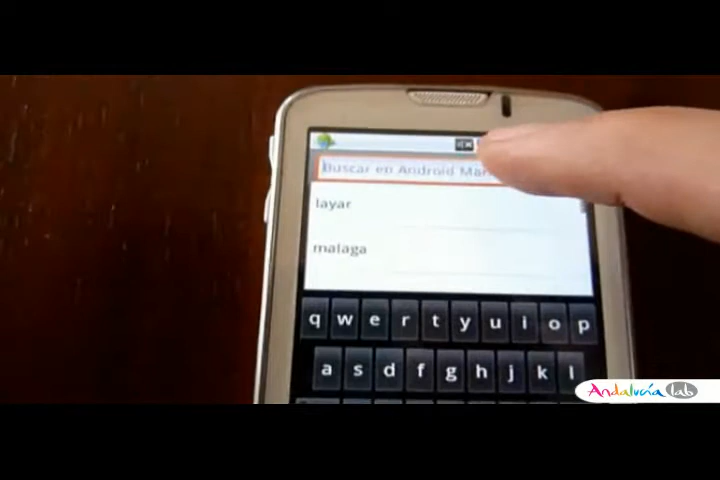 Buscar en Android Mar
layar
malaga
q w e r t y u i o p
a s d f g h j k l
Andalucía lab